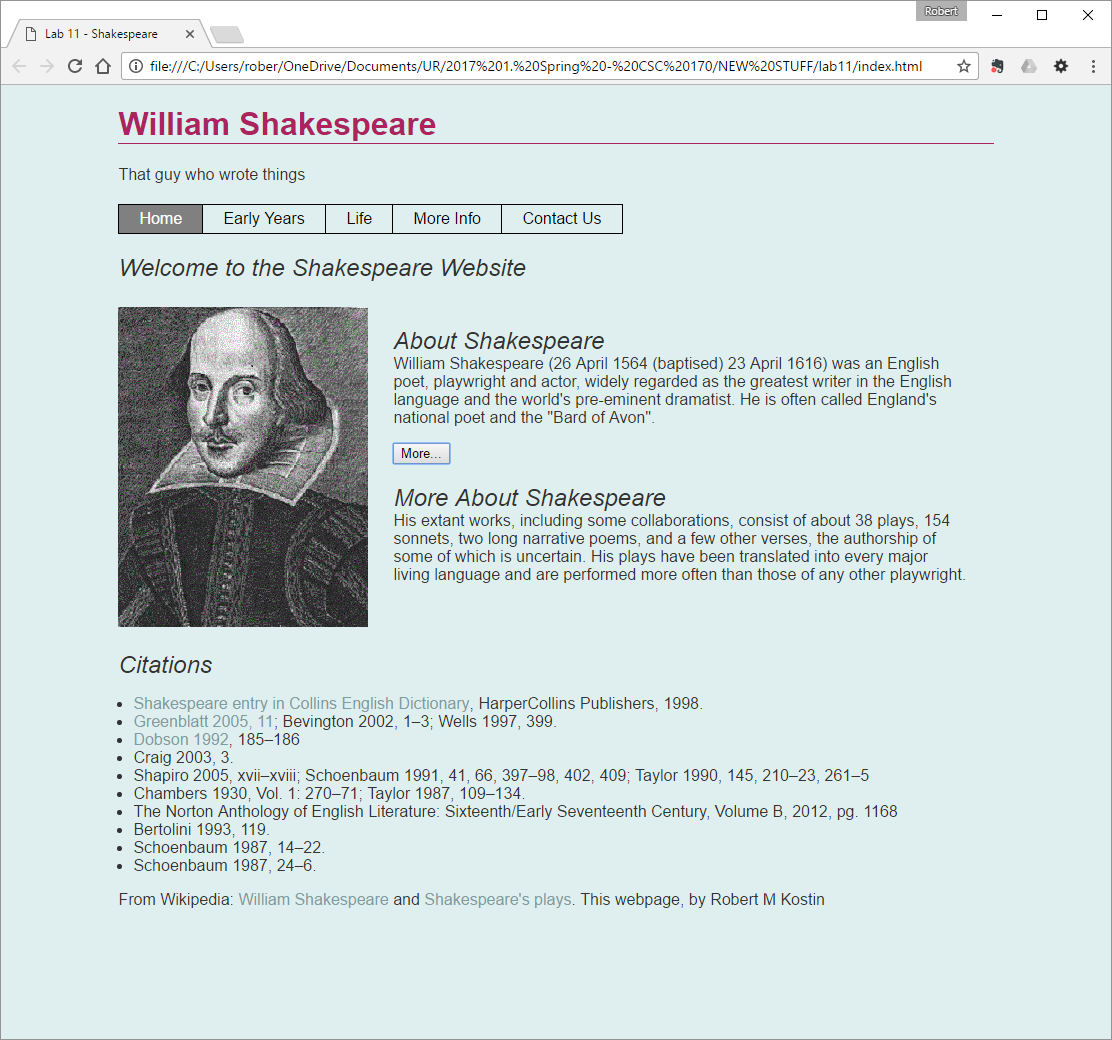 Robert
Lab 11 - Shakespeare
file:///C:/Users/rober/OneDrive/Documents/UR/2017%201.%20Spring%20-%20CSC%20170/NEW%20STUFF/lab11/index.html
William Shakespeare
That guy who wrote things
Home Early Years Life More Info Contact Us
Welcome to the Shakespeare Website
About Shakespeare
William Shakespeare (26 April 1564 (baptised) 23 April 1616) was an English
poet, playwright and actor, widely regarded as the greatest writer in the English
language and the world's pre-eminent dramatist. He is often called England's
national poet and the "Bard of Avon".
More...
More About Shakespeare
His extant works, including some collaborations, consist of about 38 plays, 154
sonnets, two long narrative poems, and a few other verses, the authorship of
some of which is uncertain. His plays have been translated into every major
living language and are performed more often than those of any other playwright.
Citations
Shakespeare entry in Collins English Dictionary, HarperCollins Publishers, 1998.
Greenblatt 2005, 11; Bevington 2002, 1–3; Wells 1997, 399.
Dobson 1992, 185–186
Craig 2003, 3.
Shapiro 2005, xvii–xviii; Schoenbaum 1991, 41, 66, 397–98, 402, 409; Taylor 1990, 145, 210–23, 261–5
Chambers 1930, Vol. 1: 270–71; Taylor 1987, 109–134.
The Norton Anthology of English Literature: Sixteenth/Early Seventeenth Century, Volume B, 2012, pg. 1168
Bertolini 1993, 119.
Schoenbaum 1987, 14–22.
Schoenbaum 1987, 24–6.
From Wikipedia: William Shakespeare and Shakespeare's plays. This webpage, by Robert M Kostin